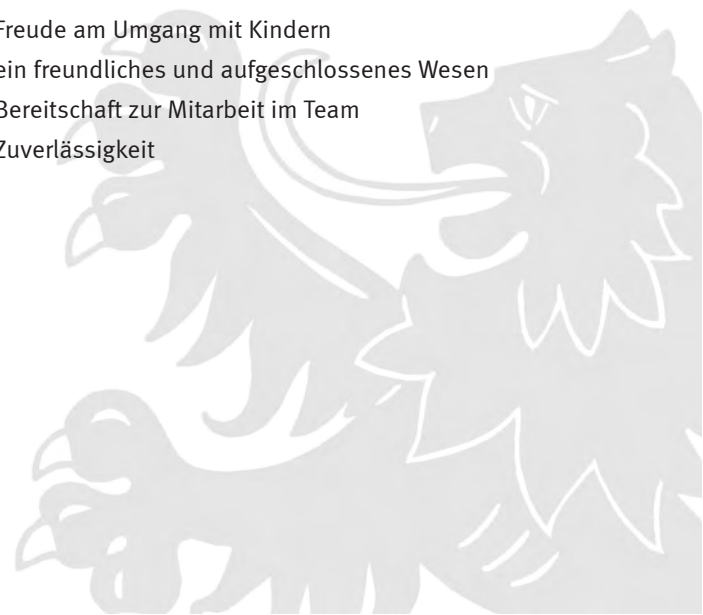 Freude am Umgang mit Kindern
ein freundliches und aufgeschlossenes Wesen
Bereitschaft zur Mitarbeit im Team
Zuverlässigkeit